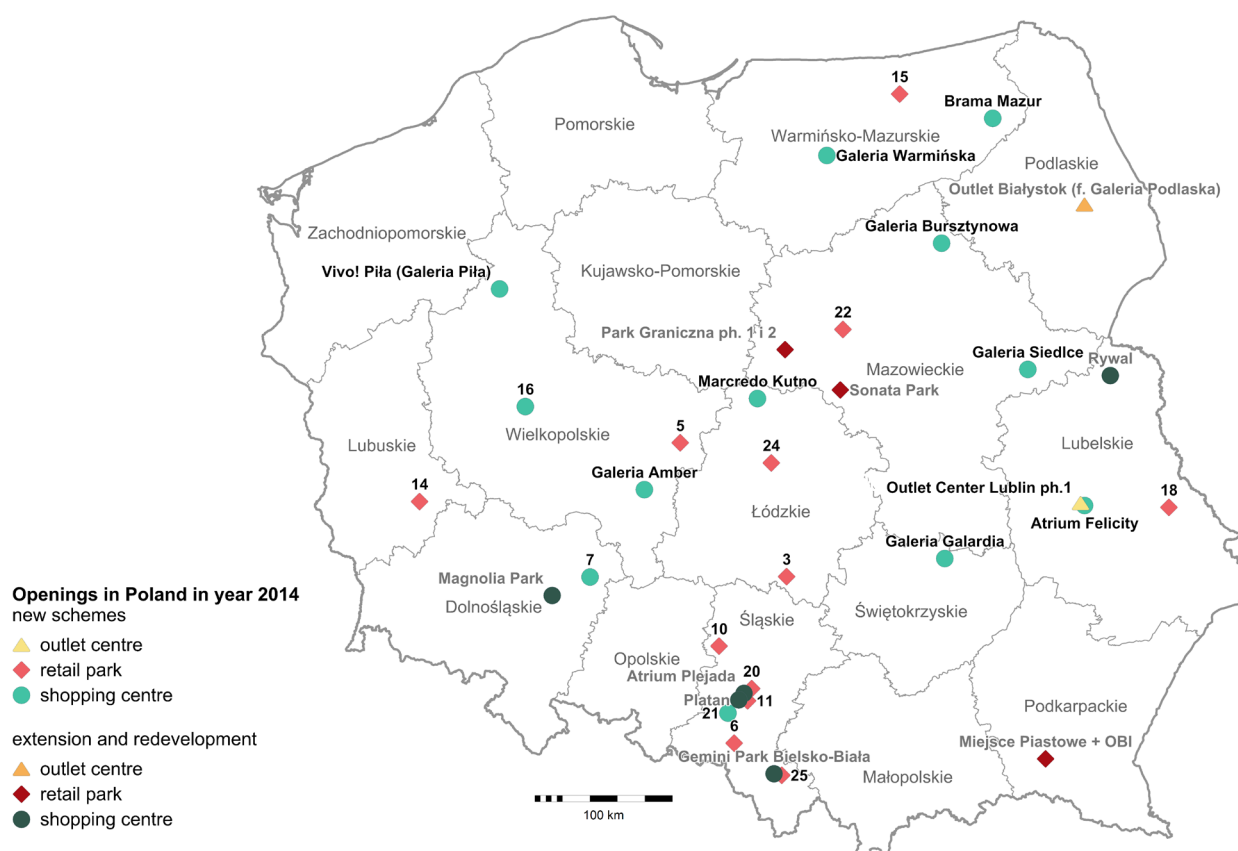 15
Brama Mazur
Pomorskie
Warmińsko-Mazurskie
Galeria Warmińska
Podlaskie
Outlet Białystok (f. Galeria Podlaska)
Galeria Bursztynowa
Zachodniopomorskie
Vivo! Piła (Galeria Piła)
Kujawsko-Pomorskie
22
Park Graniczna ph. 1 i 2
Galeria Siedlce
Rywal
Mazowieckie
Marcredo Kutno
Sonata Park
16
5
Wielkopolskie
Lubuskie
Lubelskie
24
Galeria Amber
14
Outlet Center Lublin ph.1
18
Łódzkie
Atrium Felicity
Galeria Galardia
7
3
Magnolia Park
Dolnośląskie
Świętokrzyskie
Śląskie
10
Opolskie
Atrium Plejada
20
Platan
11
21
Podkarpackie
6
Miejsce Piastowe + OBI
Gemini Park Bielsko-Biała
25
Małopolskie
100 km
Openings in Poland in year 2014
new schemes
outlet centre
retail park
shopping centre
extension and redevelopment
outlet centre
retail park
shopping centre